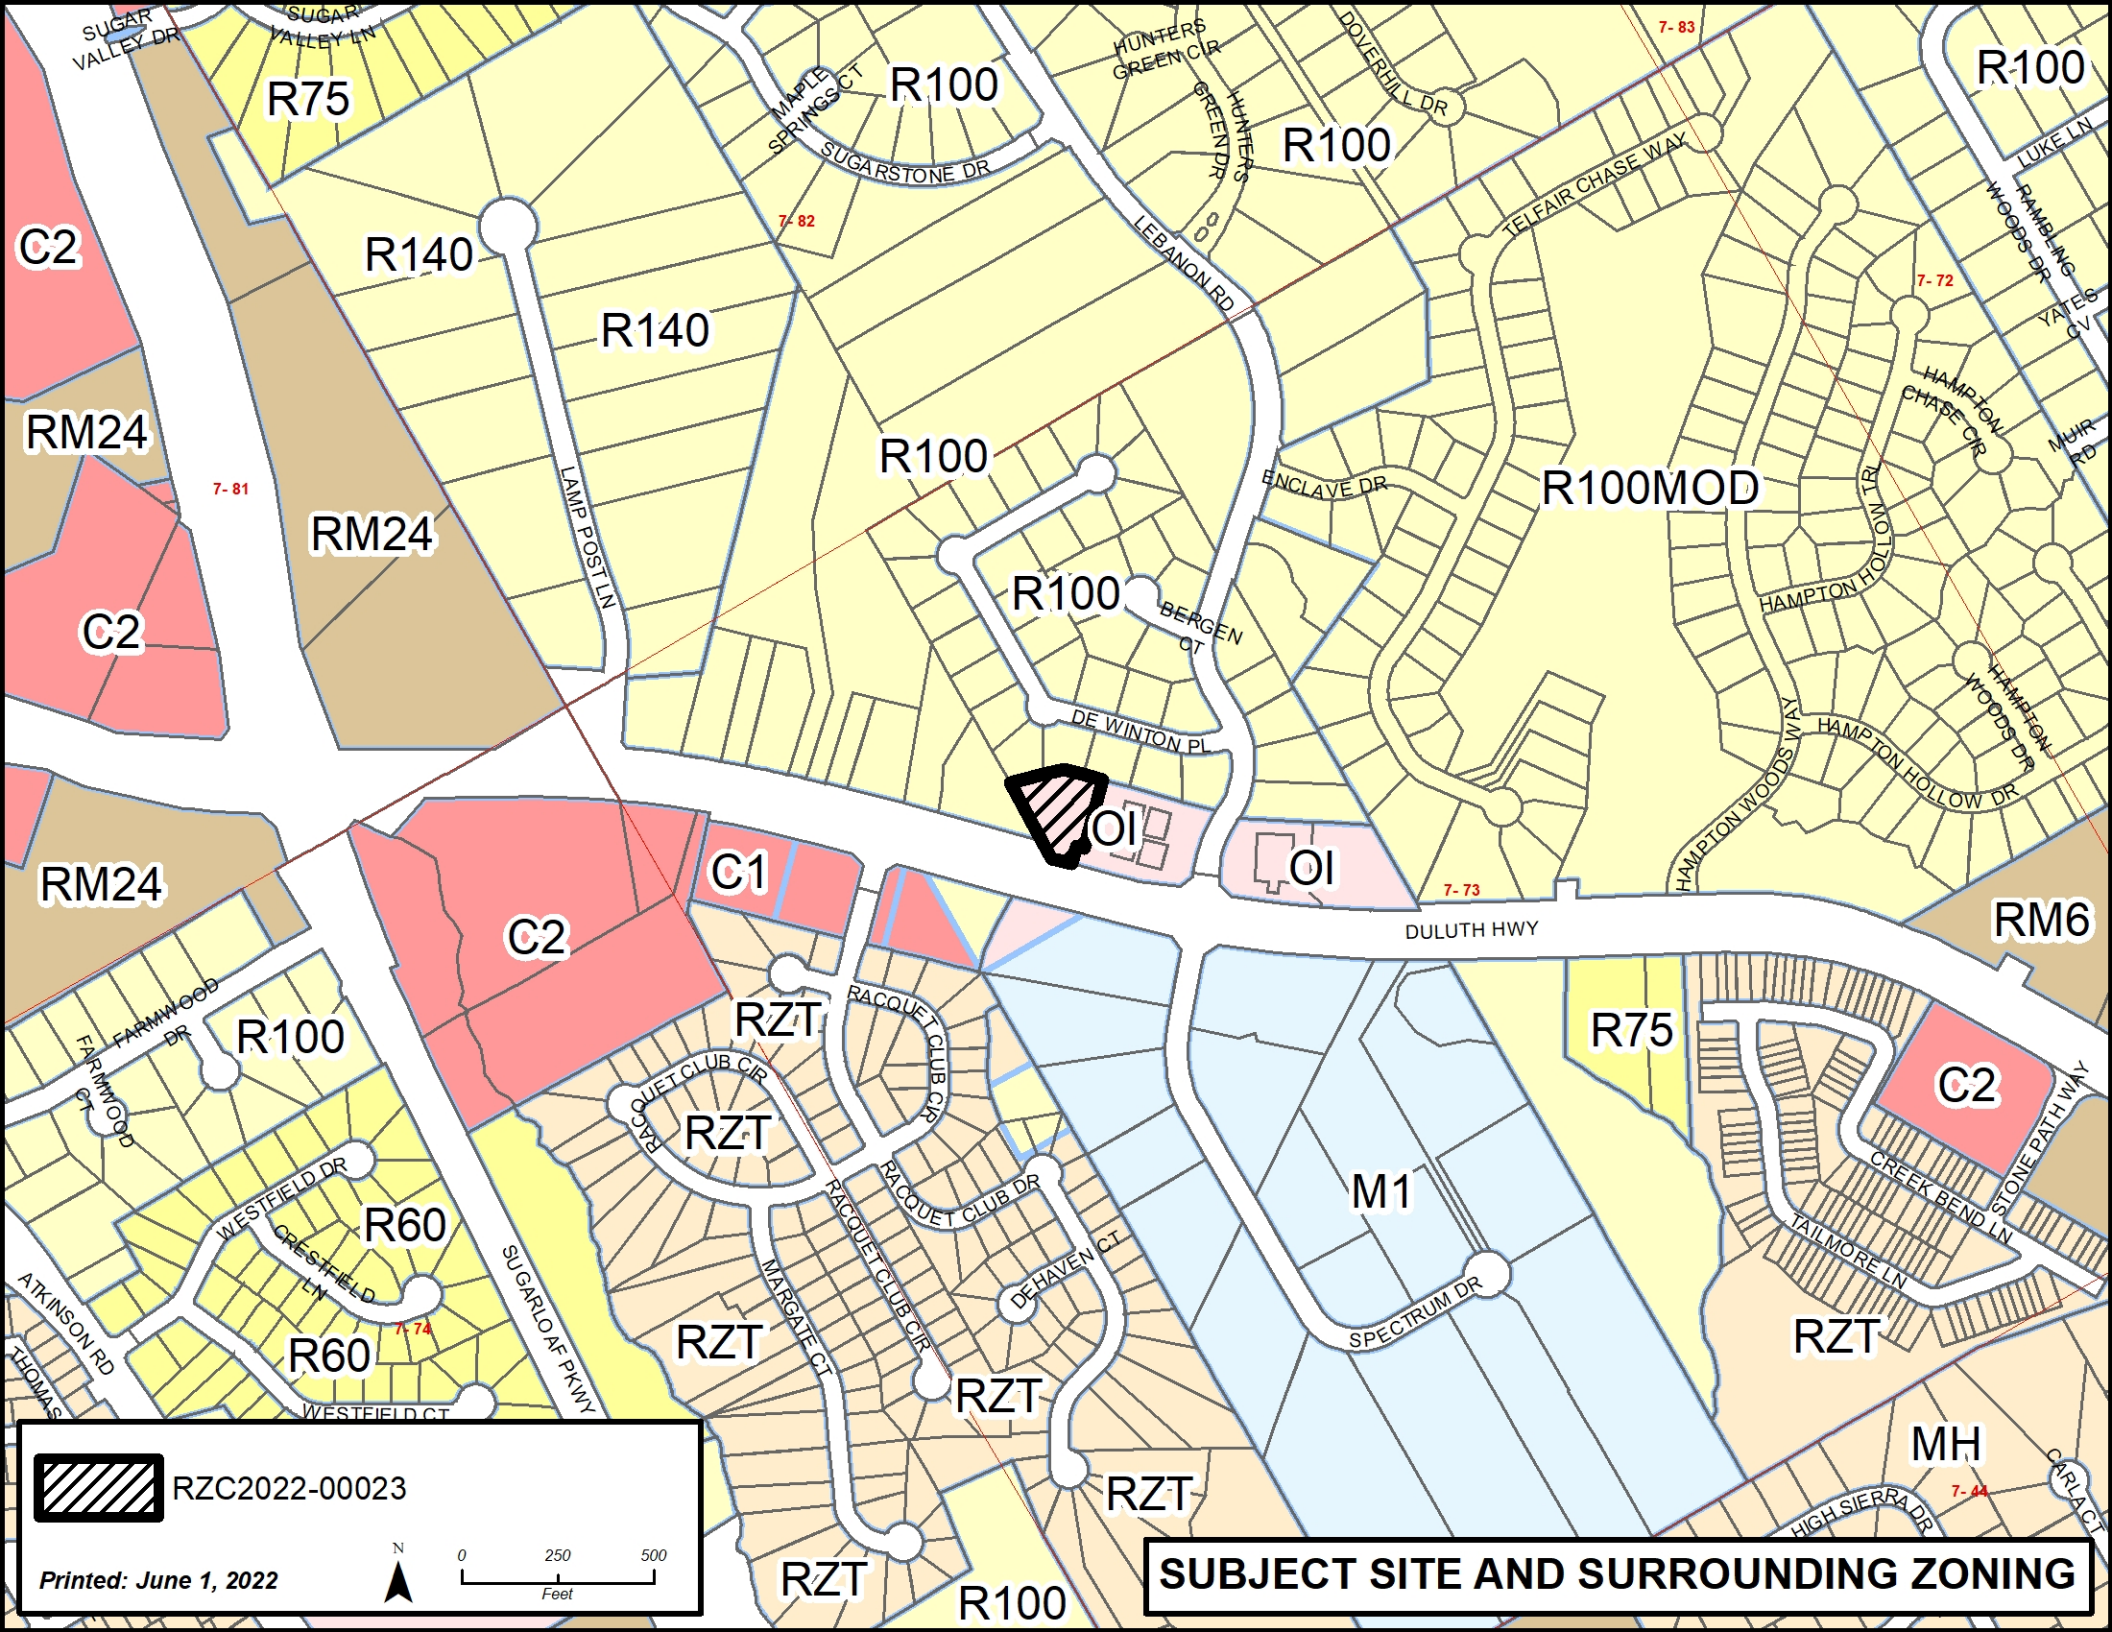 SUGAR
VALLEY DR
SUGAR
VALLEY LN
R75
MAPLE
SPRINGS CT
R100
HUNTERS
GREEN CIR
HUNTERS
GREEN DR
DOVERHILL DR
7- 83
R100
R100
LUKE LN
RAMBLING
WOODS DR
SUGARSTONE DR
TELFAIR CHASE WAY
C2
R140
7- 82
LEBANON RD
7- 72
YATES
CV
R140
HAMPTON
CHASE CIR
RM24
R100
MUIR
RD
7- 81
LAMP POST LN
ENCLAVE DR
R100MOD
HAMPTON HOLLOW TRL
RM24
R100
BERGEN
CT
C2
DE WINTON PL
HAMPTON WOODS WAY
HAMPTON
WOODS DR
HAMPTON HOLLOW DR
OI
OI
C1
RM24
7- 73
C2
DULUTH HWY
RM6
FARMWOOD
DR
FARMWOOD
CT
R100
RZT
RACQUET CLUB CIR
R75
C2
STONE PATH WAY
RACQUET CLUB CIR
RZT
CREEK BEND LN
WESTFIELD DR
RACQUET CLUB DR
M1
TAILMORE LN
R60
CRESTFIELD
LN
RACQUET CLUB CIR
DEHAVEN CT
SUGARLOAF PKWY
MARGATE CT
ATKINSON RD
7- 74
R60
RZT
SPECTRUM DR
RZT
THOMAS
WESTFIELD CT
RZT
MH
7- 44
CARLA CT
HIGH SIERRA DR
RZT
RZT
R100
RZC2022-00023
N
0 250 500
Feet
Printed: June 1, 2022
SUBJECT SITE AND SURROUNDING ZONING